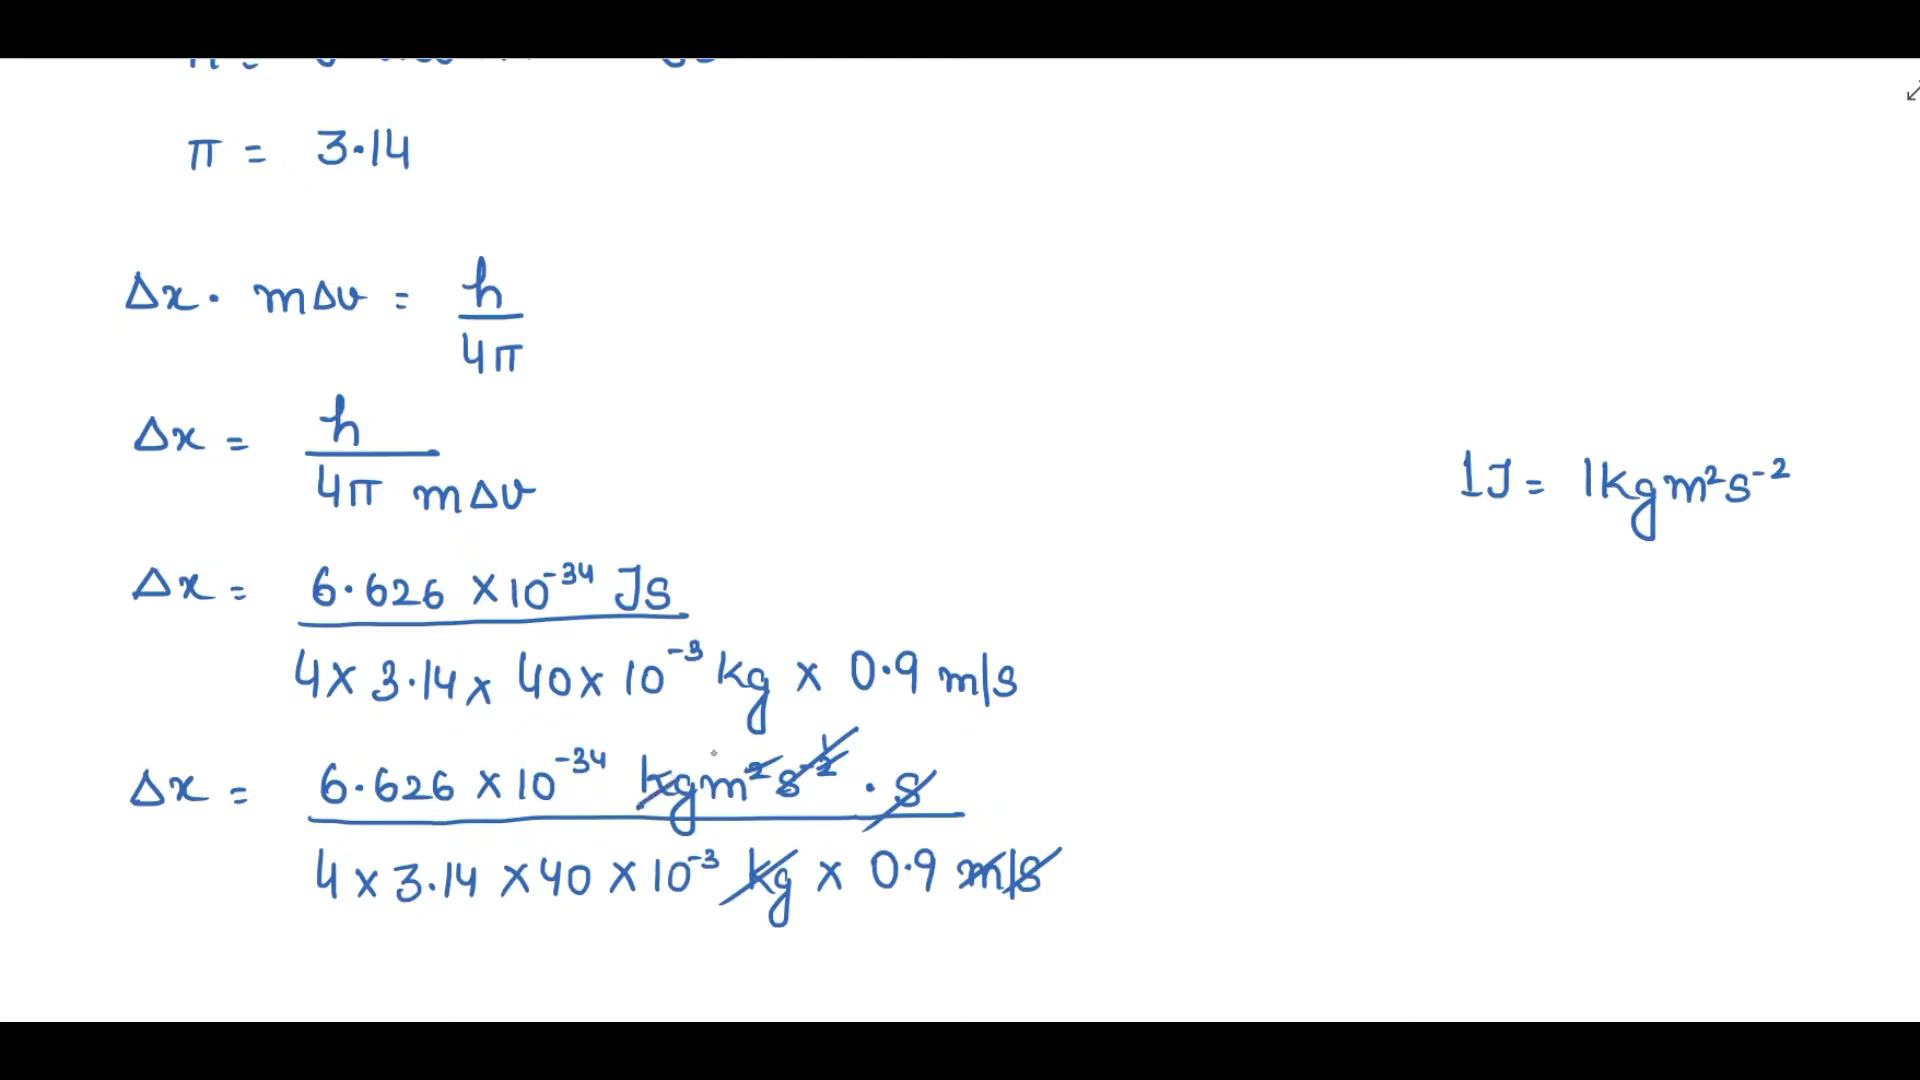 π = 3.14
Δx. mΔv = h/4π
Δx = h/4π mΔv
1J = 1kgm²s⁻²
Δx = 6.626 ×10⁻³⁴ JS / 4× 3.14× 40×10⁻³ kg × 0.9 m/s
Δx = 6.626 ×10⁻³⁴ kgm²s⁻² . s / 4 × 3.14 ×40 ×10⁻³ kg × 0.9 m/s